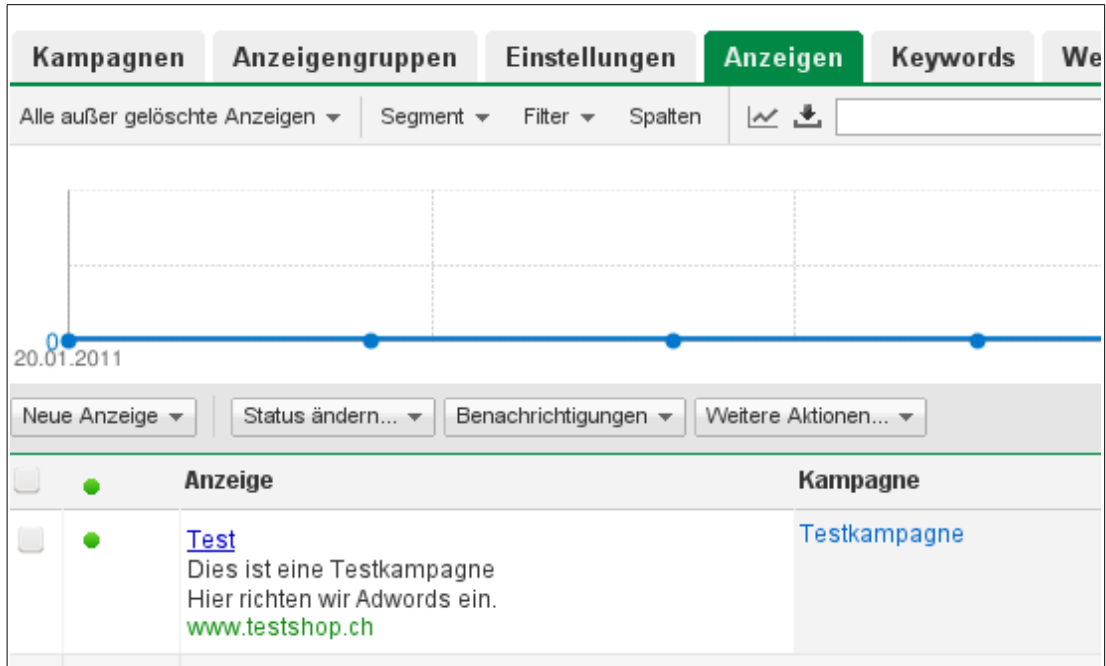 Kampagnen Anzeigengruppen Einstellungen Anzeigen Keywords We
Alle außer gelöschte Anzeigen Segment Filter Spalten
0
20.01.2011
Neue Anzeige Status ändern... Benachrichtigungen Weitere Aktionen...
Anzeige Kampagne
Test Testkampagne
Dies ist eine Testkampagne
Hier richten wir Adwords ein.
www.testshop.ch